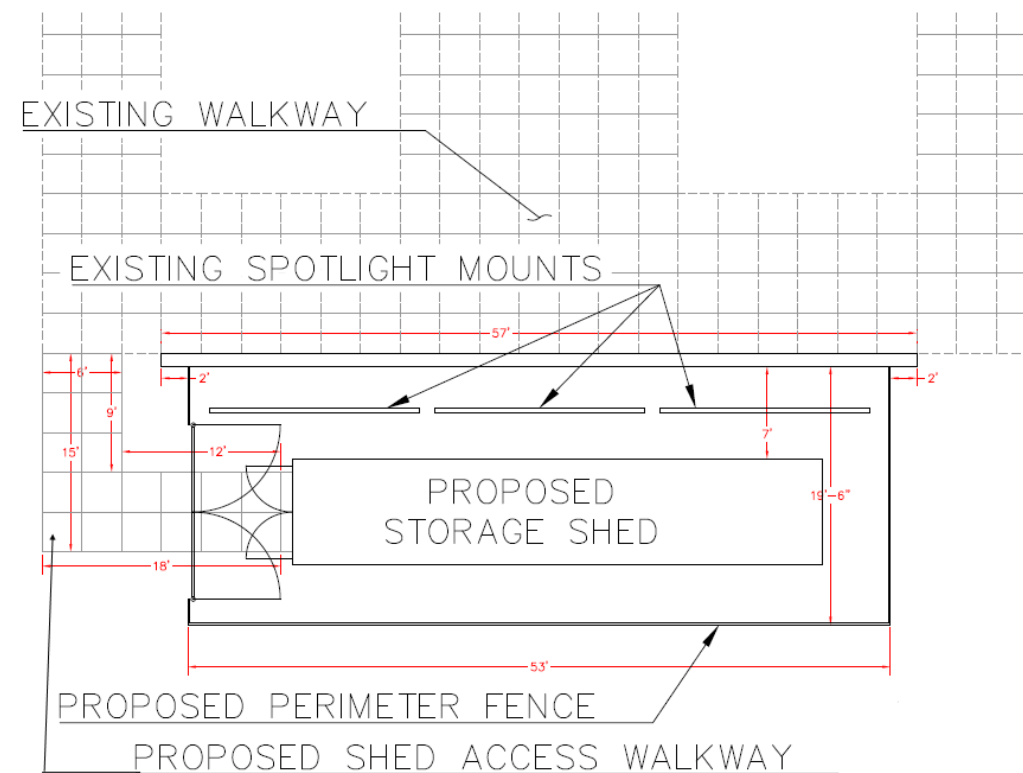 EXISTING WALKWAY
EXISTING SPOTLIGHT MOUNTS
57'
6'
2'
2'
9'
7'
15'
12'
PROPOSED
STORAGE SHED
19'-6"
18'
53'
PROPOSED PERIMETER FENCE
PROPOSED SHED ACCESS WALKWAY